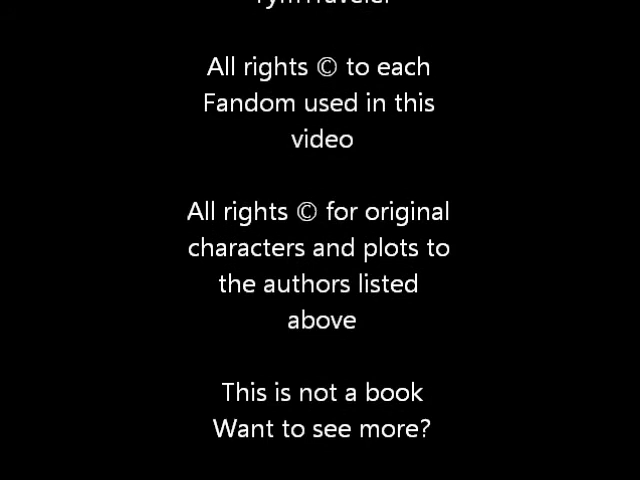 All rights © to each
Fandom used in this
video
All rights © for original
characters and plots to
the authors listed
above
This is not a book
Want to see more?